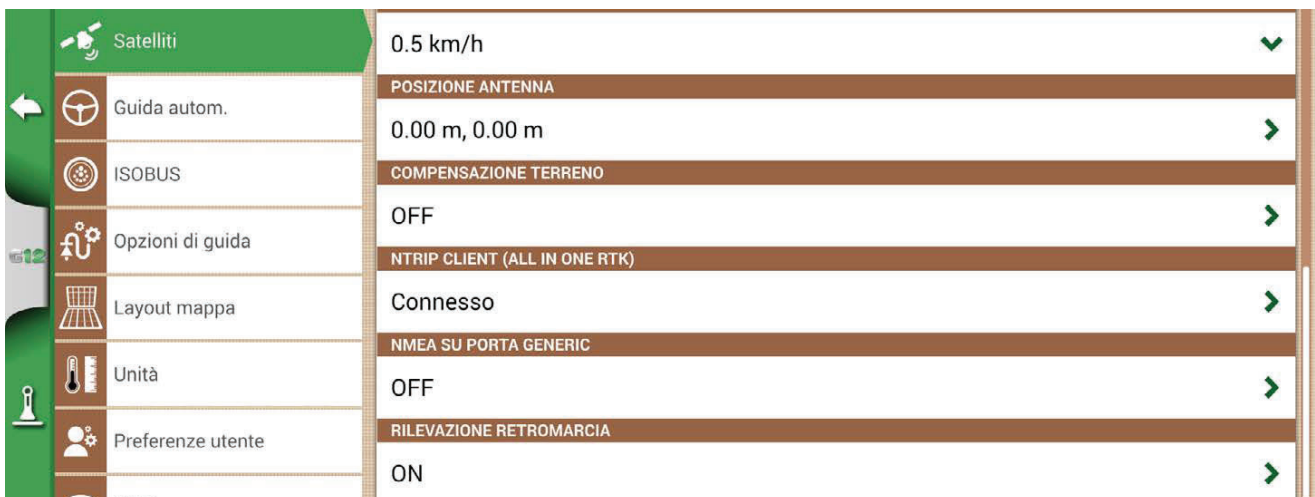 Satelliti
Guida autom.
ISOBUS
Opzioni di guida
Layout mappa
Unità
Preferenze utente
G12
0.5 km/h
POSIZIONE ANTENNA
0.00 m, 0.00 m
COMPENSAZIONE TERRENO
OFF
NTRIP CLIENT (ALL IN ONE RTK)
Connesso
NMEA SU PORTA GENERIC
OFF
RILEVAZIONE RETROMARCIA
ON